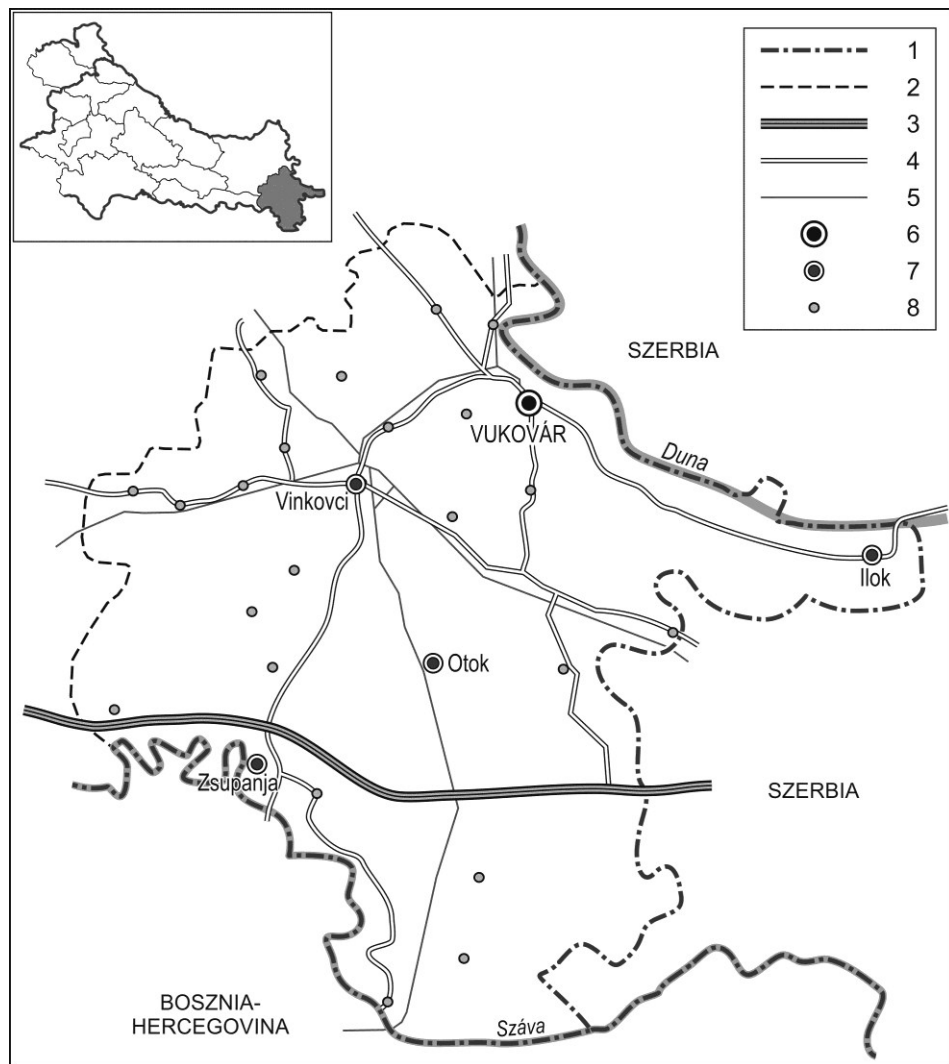 1
2
3
4
5
6
7
8
SZERBIA
VUKOVÁR
Duna
Vinkovci
Ilok
Otok
Zsupanja
SZERBIA
BOSZNIA-
HERCEGOVINA
Száva